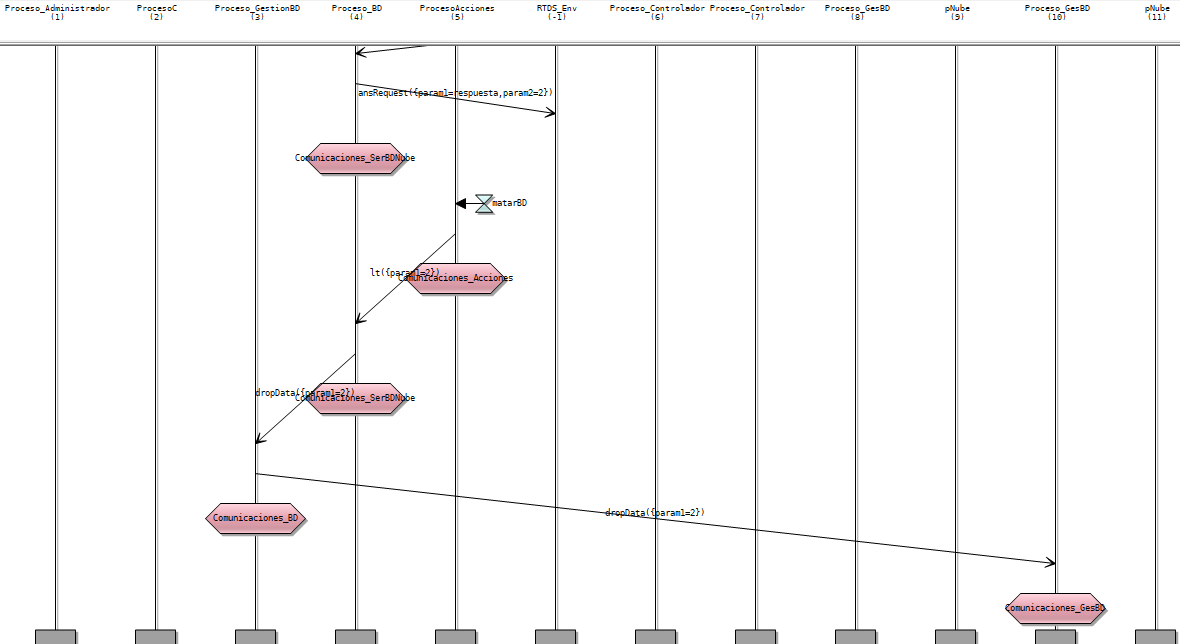 Proceso_Administrador ProcesoC Proceso_GestionBD Proceso_BD ProcesoAcciones RTDS_Env Proceso_Controlador Proceso_Controlador Proceso_GesBD pNube Proceso_GesBD pNube
(1) (2) (3) (4) (5) (-1) (6) (7) (8) (9) (10) (11)
ansRequest({param1=respuesta,param2=2})
Comunicaciones_SerBDNube
matarBD
lt({param1=2})
Comunicaciones_Acciones
dropData({param1=2})
Comunicaciones_SerBDNube
dropData({param1=2})
Comunicaciones_BD
Comunicaciones_GesBD